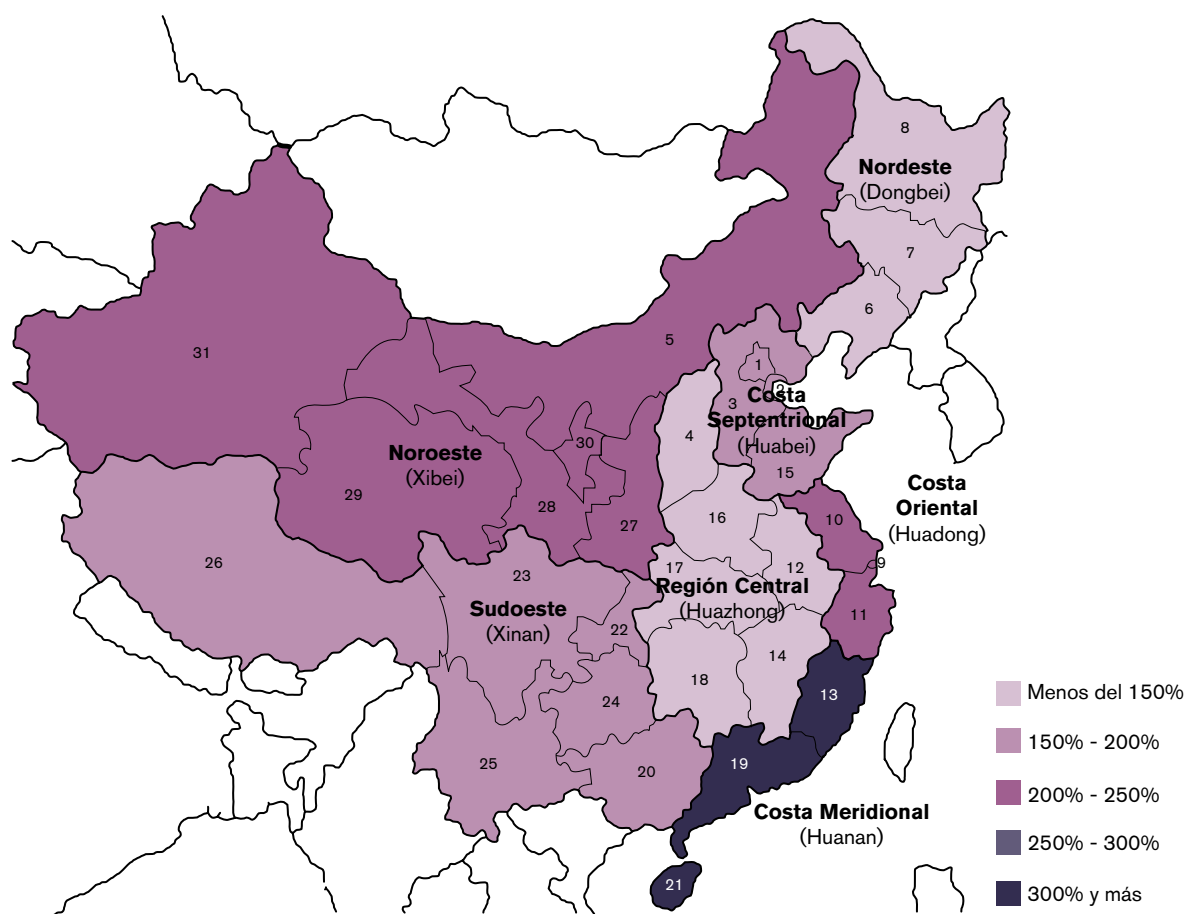 8
Nordeste
(Dongbei)
7
6
5
31
1
2
3
Costa
Septentrional
(Huabei)
4
30
Noroeste
(Xibei)
29
15
28
27
16
10
Costa
Oriental
(Huadong)
9
26
23
17
12
Región Central
(Huazhong)
11
Sudoeste
(Xinan)
22
14
18
13
24
25
20
19
Costa Meridional
(Huanan)
21
Menos del 150%
150% - 200%
200% - 250%
250% - 300%
300% y más